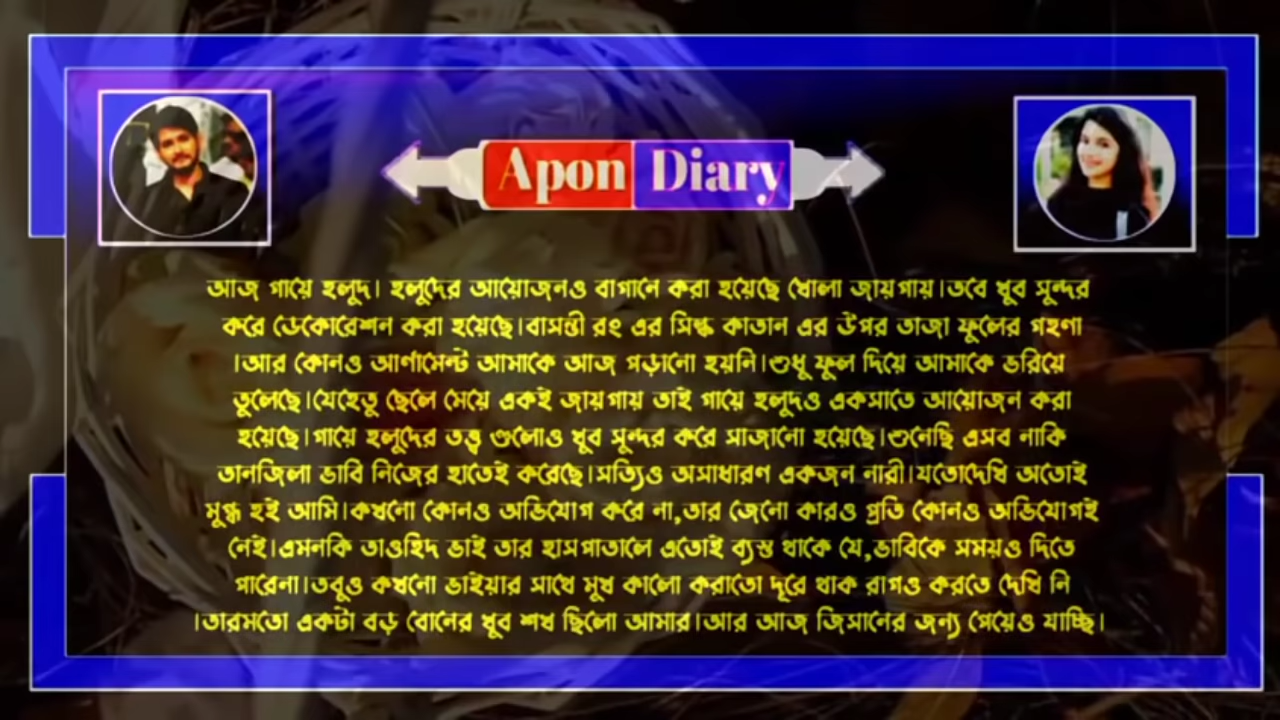 Apon Diary
আজ গায়ে হলুদ। হলুদের আয়োজনও বাগানে করা হয়েছে খোলা জায়গায়।তবে খুব সুন্দর
করে ডেকোরেশন করা হয়েছে।বাসন্তী রং এর সিল্ক কাতান এর উপর তাজা ফুলের গহণা
।আর কোনও আর্ণামেন্ট আমাকে আজ পড়ানো হয়নি।শুধু ফুল দিয়ে আমাকে ভরিয়ে
তুলেছে।যেহেতু ছেলে মেয়ে একই জায়গায় তাই গায়ে হলুদও একসাতে আয়োজন করা
হয়েছে।গায়ে হলুদের তত্ত্ব গুলোও খুব সুন্দর করে সাজানো হয়েছে।শুনেছি এসব নাকি
তানজিলা ভাবি নিজের হাতেই করেছে।সত্যিও অসাধারণ একজন নারী।যতোদেখি অতোই
মুগ্ধ হই আমি।কখনো কোনও অভিযোগ করে না,তার জেনো কারও প্রতি কোনও অভিযোগই
নেই।এমনকি তাওহিদ ভাই তার হাসপাতালে এতোই ব্যস্ত থাকে যে,ভাবিকে সময়ও দিতে
পারেনা।তবুও কখনো ভাইয়ার সাথে মুখ কালো করাতো দূরে থাক রাগও করতে দেখি নি
।তারমতো একটা বড় বোনের খুব শখ ছিলো আমার।আর আজ জিসানের জন্য পেয়েও যাচ্ছি।